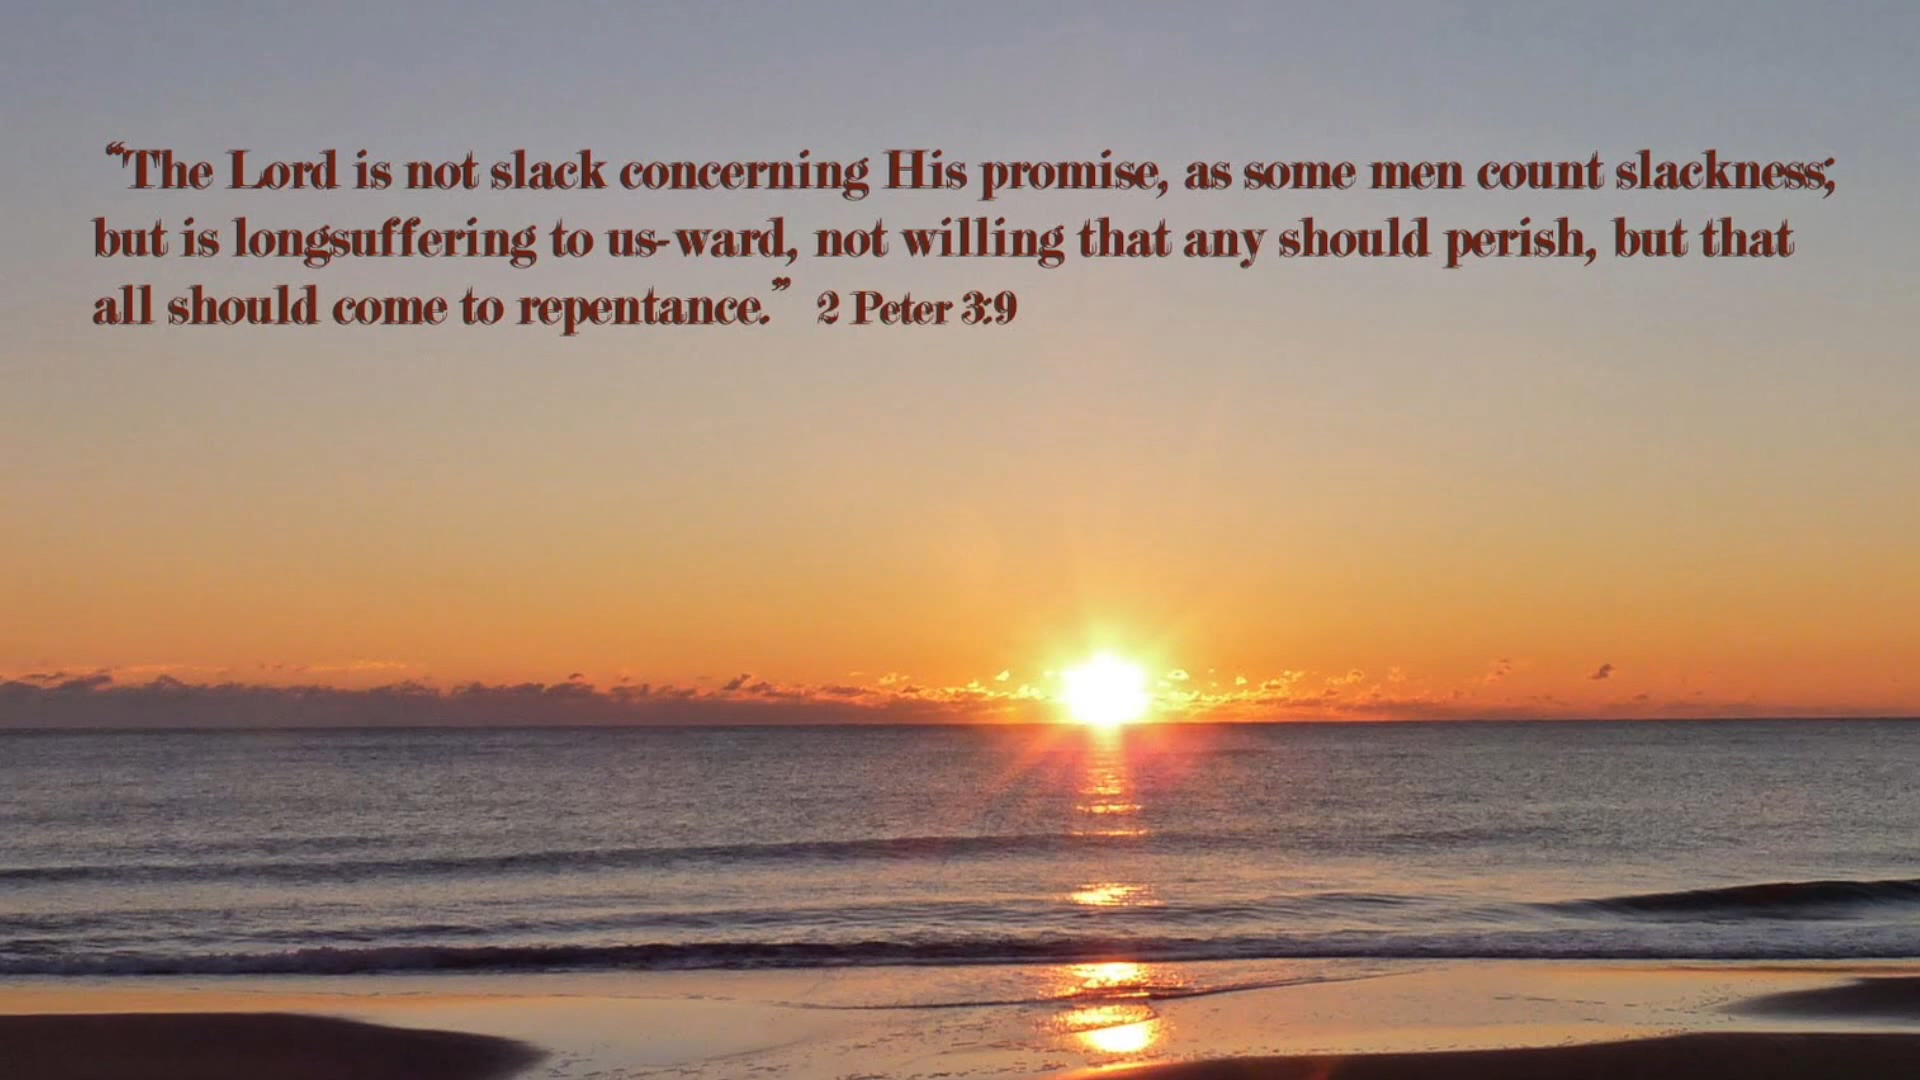 “The Lord is not slack concerning His promise, as some men count slackness;
but is longsuffering to us-ward, not willing that any should perish, but that
all should come to repentance.” 2 Peter 3:9